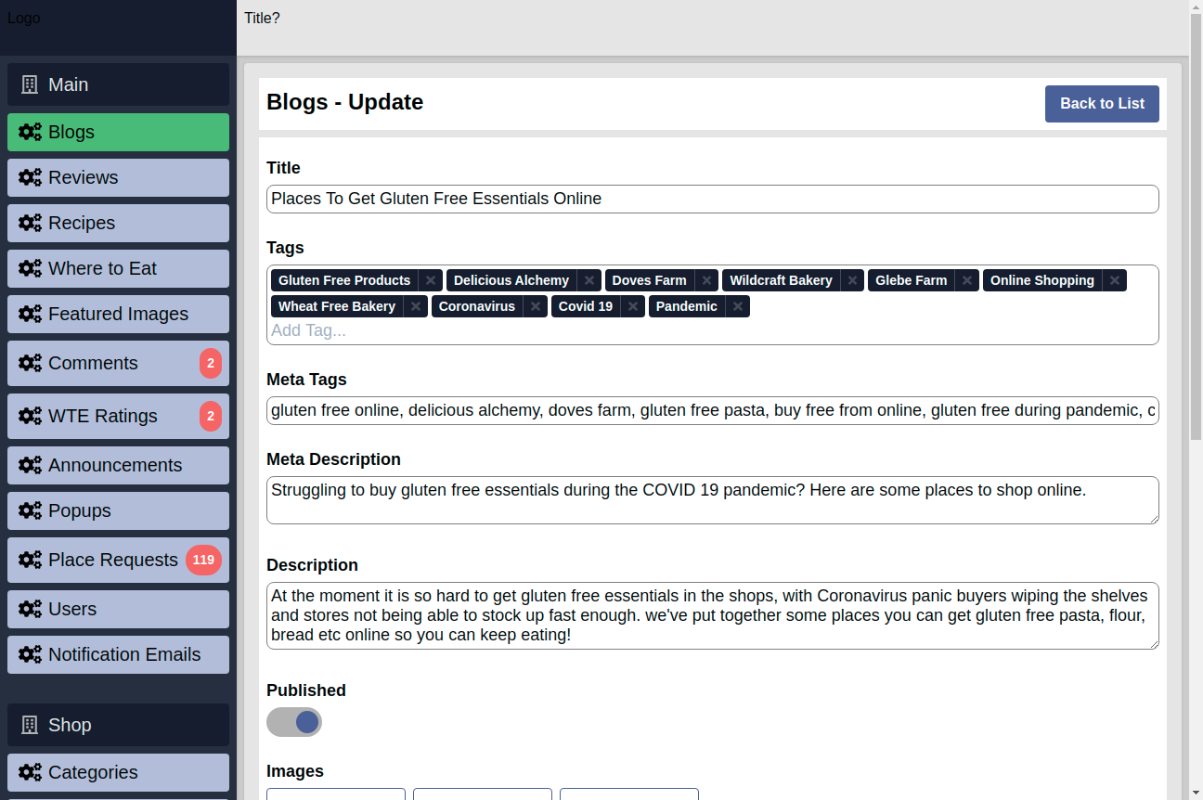 Logo
Title?
Main
Blogs
Reviews
Recipes
Where to Eat
Featured Images
Comments 2
WTE Ratings 2
Announcements
Popups
Place Requests 119
Users
Notification Emails
Shop
Categories
Blogs - Update
Back to List
Title
Places To Get Gluten Free Essentials Online
Tags
Gluten Free Products × Delicious Alchemy × Doves Farm × Wildcraft Bakery × Glebe Farm × Online Shopping ×
Wheat Free Bakery × Coronavirus × Covid 19 × Pandemic ×
Add Tag...
Meta Tags
gluten free online, delicious alchemy, doves farm, gluten free pasta, buy free from online, gluten free during pandemic, c
Meta Description
Struggling to buy gluten free essentials during the COVID 19 pandemic? Here are some places to shop online.
Description
At the moment it is so hard to get gluten free essentials in the shops, with Coronavirus panic buyers wiping the shelves
and stores not being able to stock up fast enough. we've put together some places you can get gluten free pasta, flour,
bread etc online so you can keep eating!
Published
Images